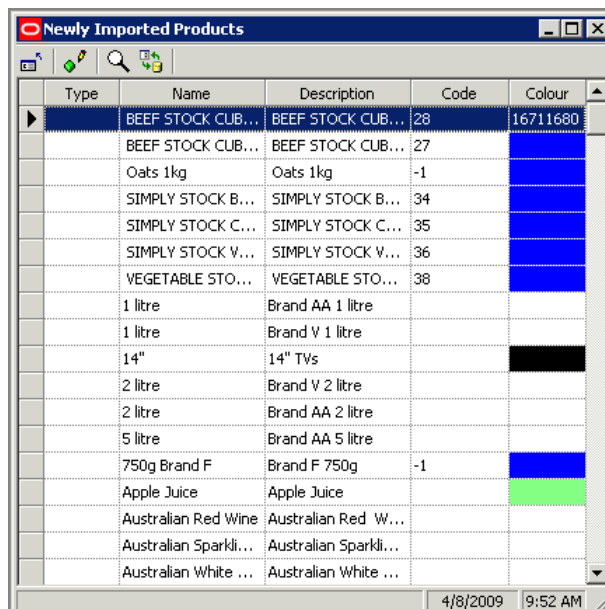 Newly Imported Products
Type Name Description Code Colour
BEEF STOCK CUB... BEEF STOCK CUB... 28 16711680
BEEF STOCK CUB... BEEF STOCK CUB... 27
Oats 1kg Oats 1kg -1
SIMPLY STOCK B... SIMPLY STOCK B... 34
SIMPLY STOCK C... SIMPLY STOCK C... 35
SIMPLY STOCK V... SIMPLY STOCK V... 36
VEGETABLE STO... VEGETABLE STO... 38
1 litre Brand AA 1 litre
1 litre Brand V 1 litre
14" 14" TVs
2 litre Brand V 2 litre
2 litre Brand AA 2 litre
5 litre Brand AA 5 litre
750g Brand F Brand F 750g -1
Apple Juice Apple Juice
Australian Red Wine Australian Red W...
Australian Sparkli... Australian Sparkli...
Australian White ... Australian White ...
4/8/2009 9:52 AM